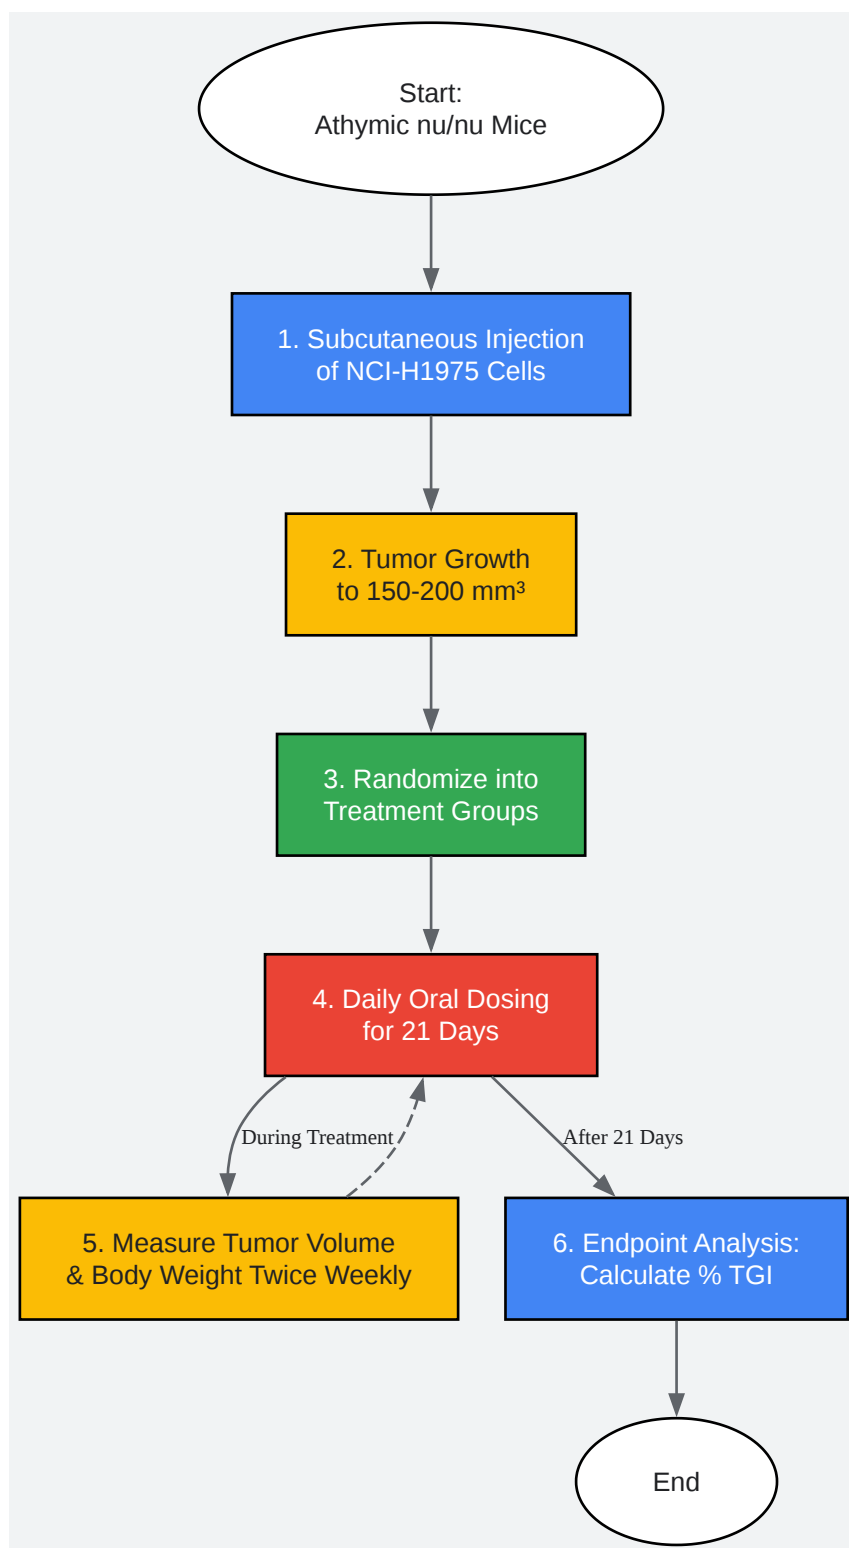 Start:
Athymic nu/nu Mice
1. Subcutaneous Injection
of NCI-H1975 Cells
2. Tumor Growth
to 150-200 mm³
3. Randomize into
Treatment Groups
4. Daily Oral Dosing
for 21 Days
During Treatment
After 21 Days
5. Measure Tumor Volume
& Body Weight Twice Weekly
6. Endpoint Analysis:
Calculate % TGI
End